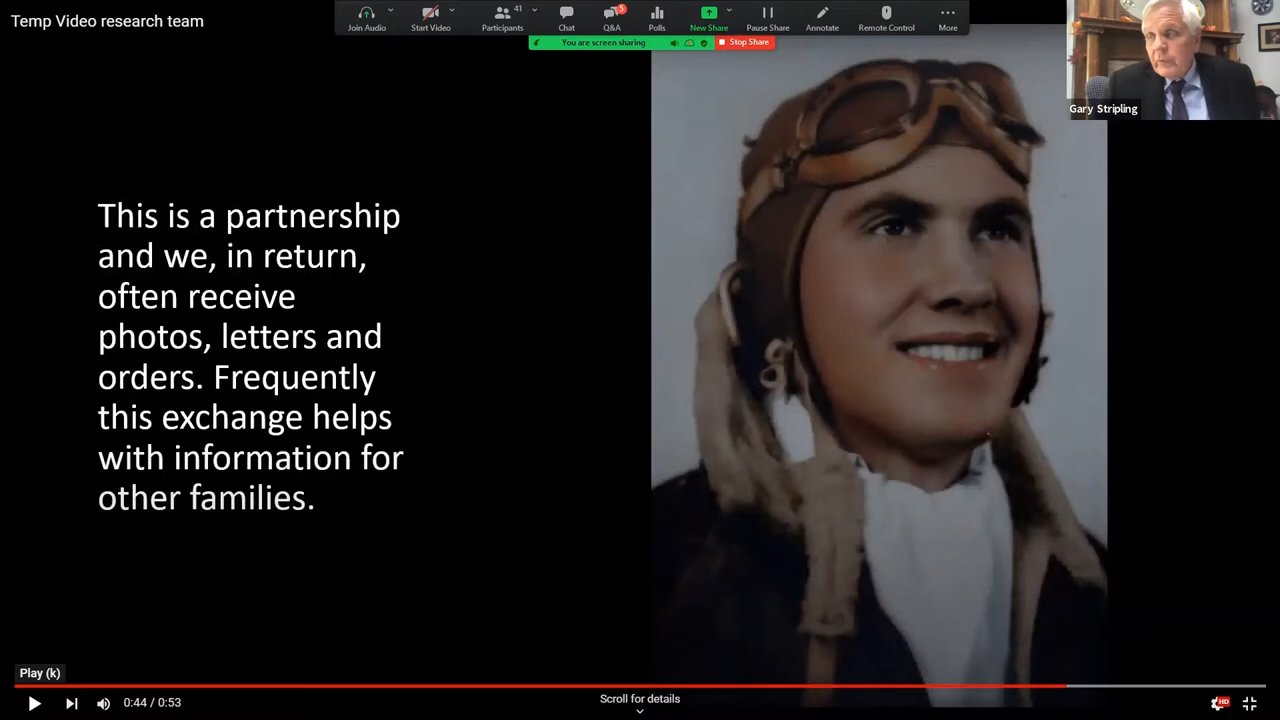 Temp Video research team
Join Audio
Start Video
Participants
41
Chat
Q&A
5
Polls
New Share
Pause Share
Annotate
Remote Control
More
You are screen sharing
Stop Share
Gary Stripling
This is a partnership
and we, in return,
often receive
photos, letters and
orders. Frequently
this exchange helps
with information for
other families.
Play (k)
0:44 / 0:53
Scroll for details
HD